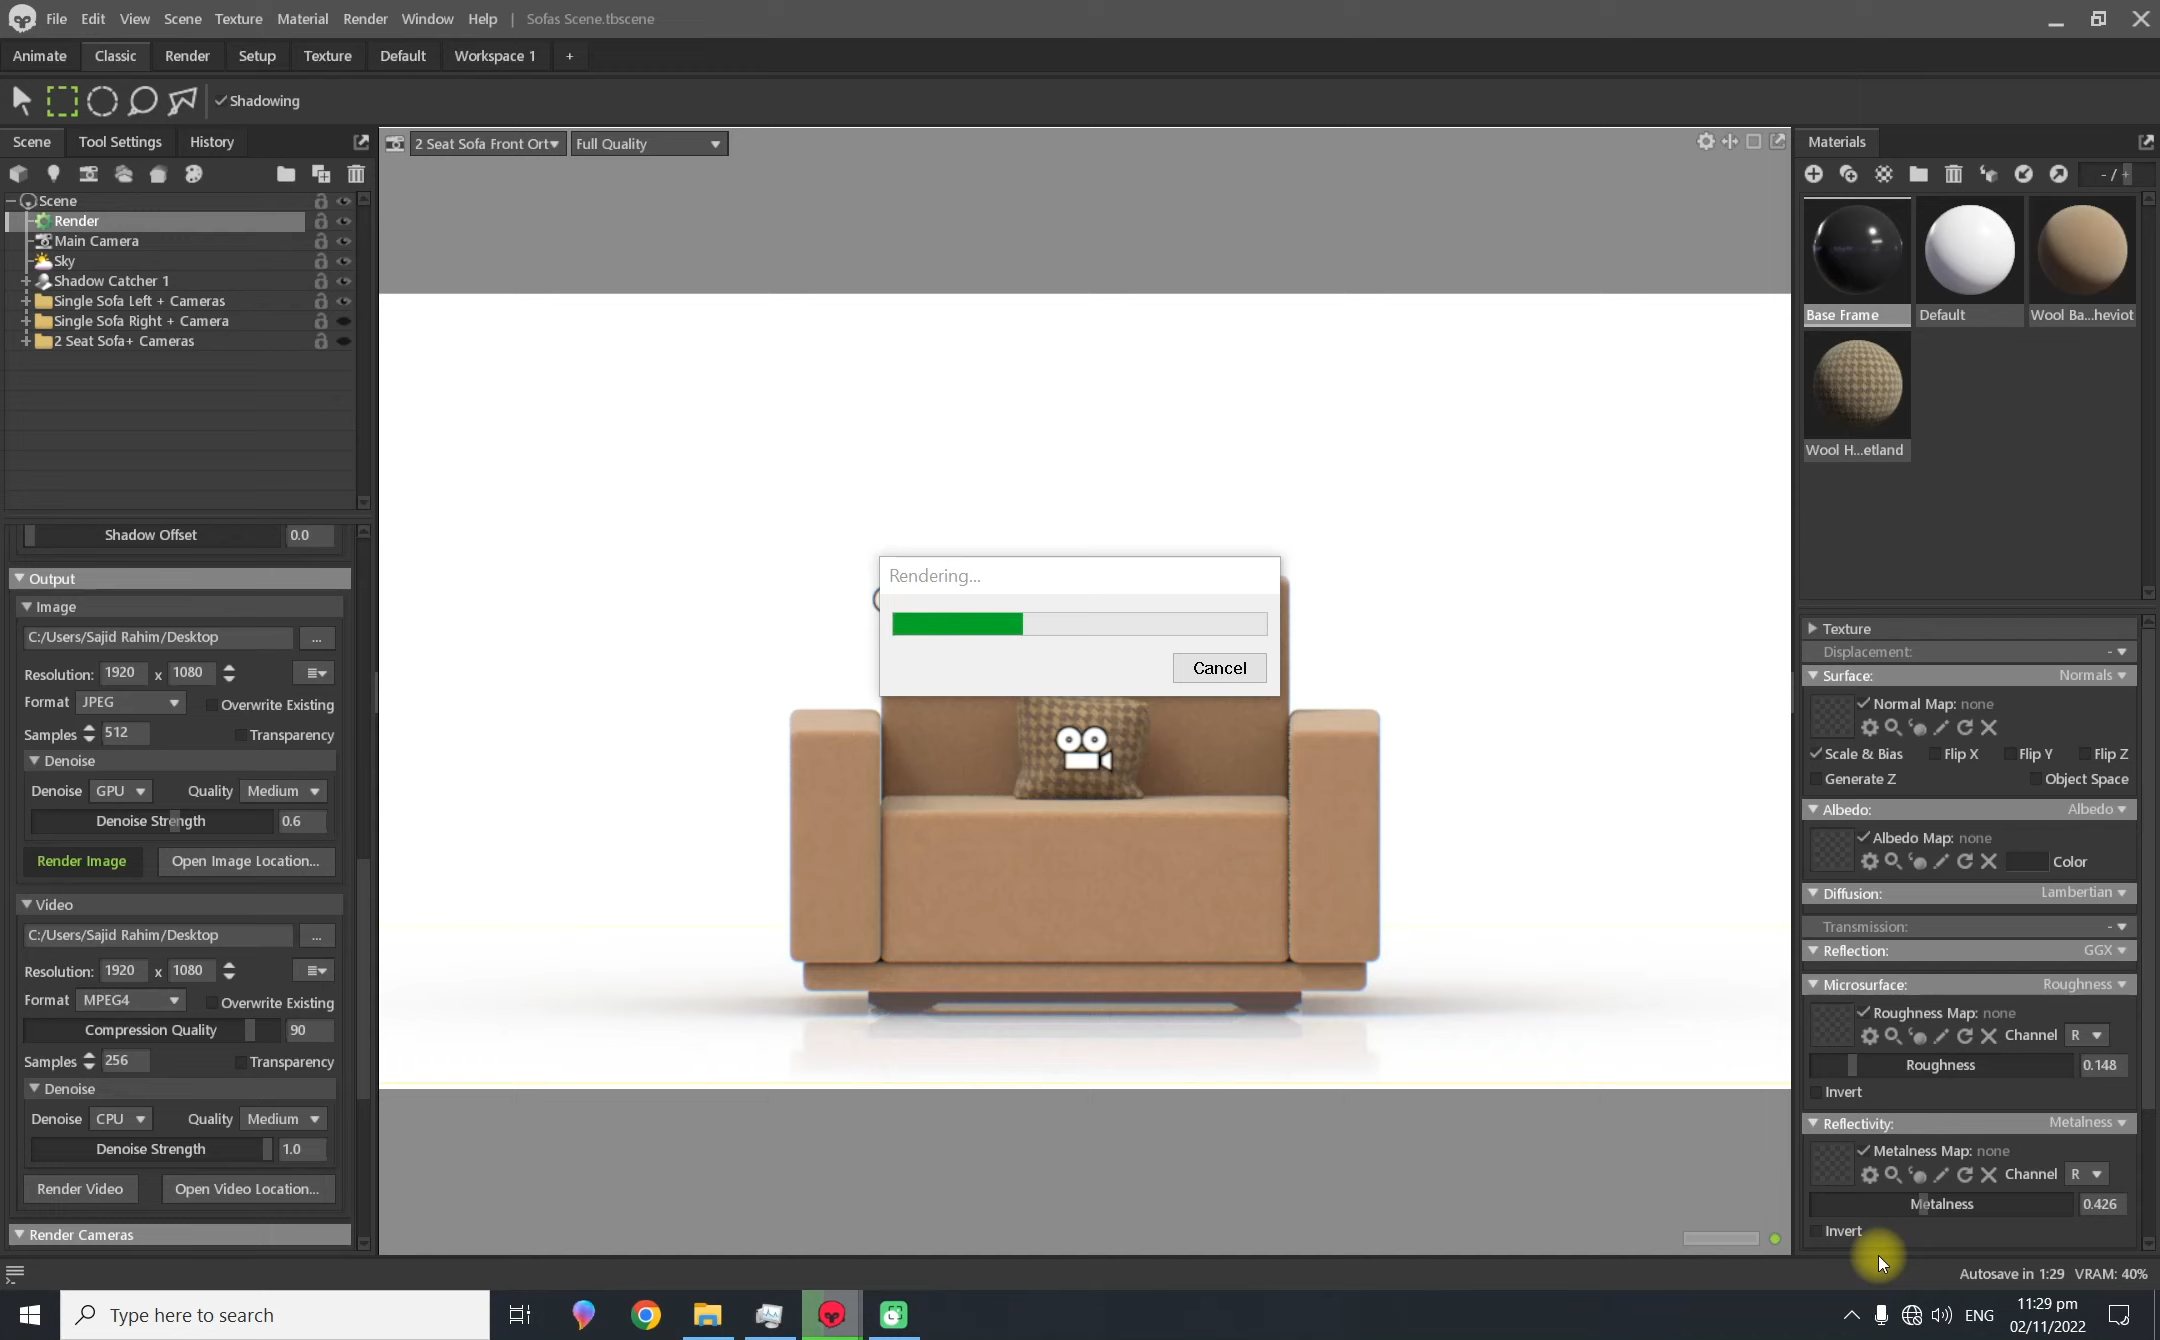 File Edit View Scene Texture Material Render Window Help | Sofas Scene.tbscene
Animate Classic Render Setup Texture Default Workspace 1 +
Shadowing
Scene Tool Settings History
Scene
Render
Main Camera
Sky
Shadow Catcher 1
Single Sofa Left + Cameras
Single Sofa Right + Camera
2 Seat Sofa+ Cameras
Shadow Offset 0.0
Output
Image
C:/Users/Sajid Rahim/Desktop ...
Resolution: 1920 x 1080
Format JPEG Overwrite Existing
Samples 512 Transparency
Denoise
Denoise GPU Quality Medium
Denoise Strength 0.6
Render Image Open Image Location...
Video
C:/Users/Sajid Rahim/Desktop ...
Resolution: 1920 x 1080
Format MPEG4 Overwrite Existing
Compression Quality 90
Samples 256 Transparency
Denoise
Denoise CPU Quality Medium
Denoise Strength 1.0
Render Video Open Video Location...
Render Cameras
2 Seat Sofa Front Ort Full Quality
Rendering...
Cancel
Materials
- / +
Base Frame Default Wool Ba...heviot
Wool H...etland
Texture
Displacement: -
Surface: Normals
Normal Map: none
Scale & Bias Flip X Flip Y Flip Z
Generate Z Object Space
Albedo: Albedo
Albedo Map: none
Color
Diffusion: Lambertian
Transmission: -
Reflection: GGX
Microsurface: Roughness
Roughness Map: none
Channel R
Roughness 0.148
Invert
Reflectivity: Metalness
Metalness Map: none
Channel R
Metalness 0.426
Invert
Autosave in 1:29 VRAM: 40%
Type here to search
ENG
11:29 pm
02/11/2022